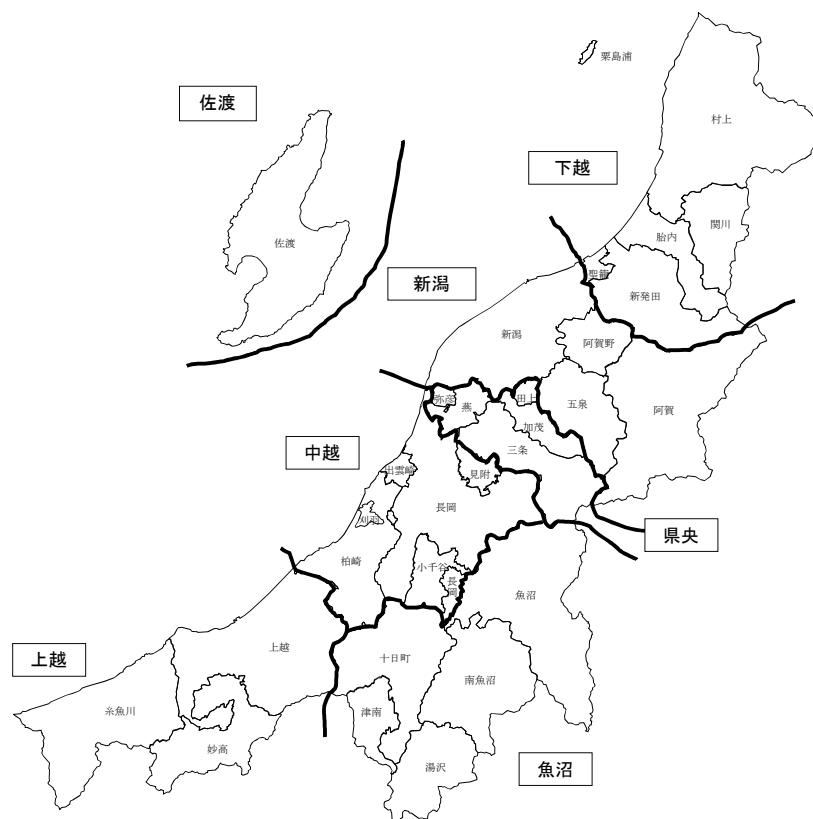 粟島浦
佐渡
村上
下越
関川
胎内
佐渡
聖籠
新潟
新発田
新潟
阿賀野
弥彦
田上
五泉
燕
阿賀
加茂
中越
三条
出雲崎
見附
長岡
刈羽
県央
柏崎
小千谷
長岡
魚沼
上越
上越
十日町
南魚沼
糸魚川
津南
妙高
湯沢
魚沼